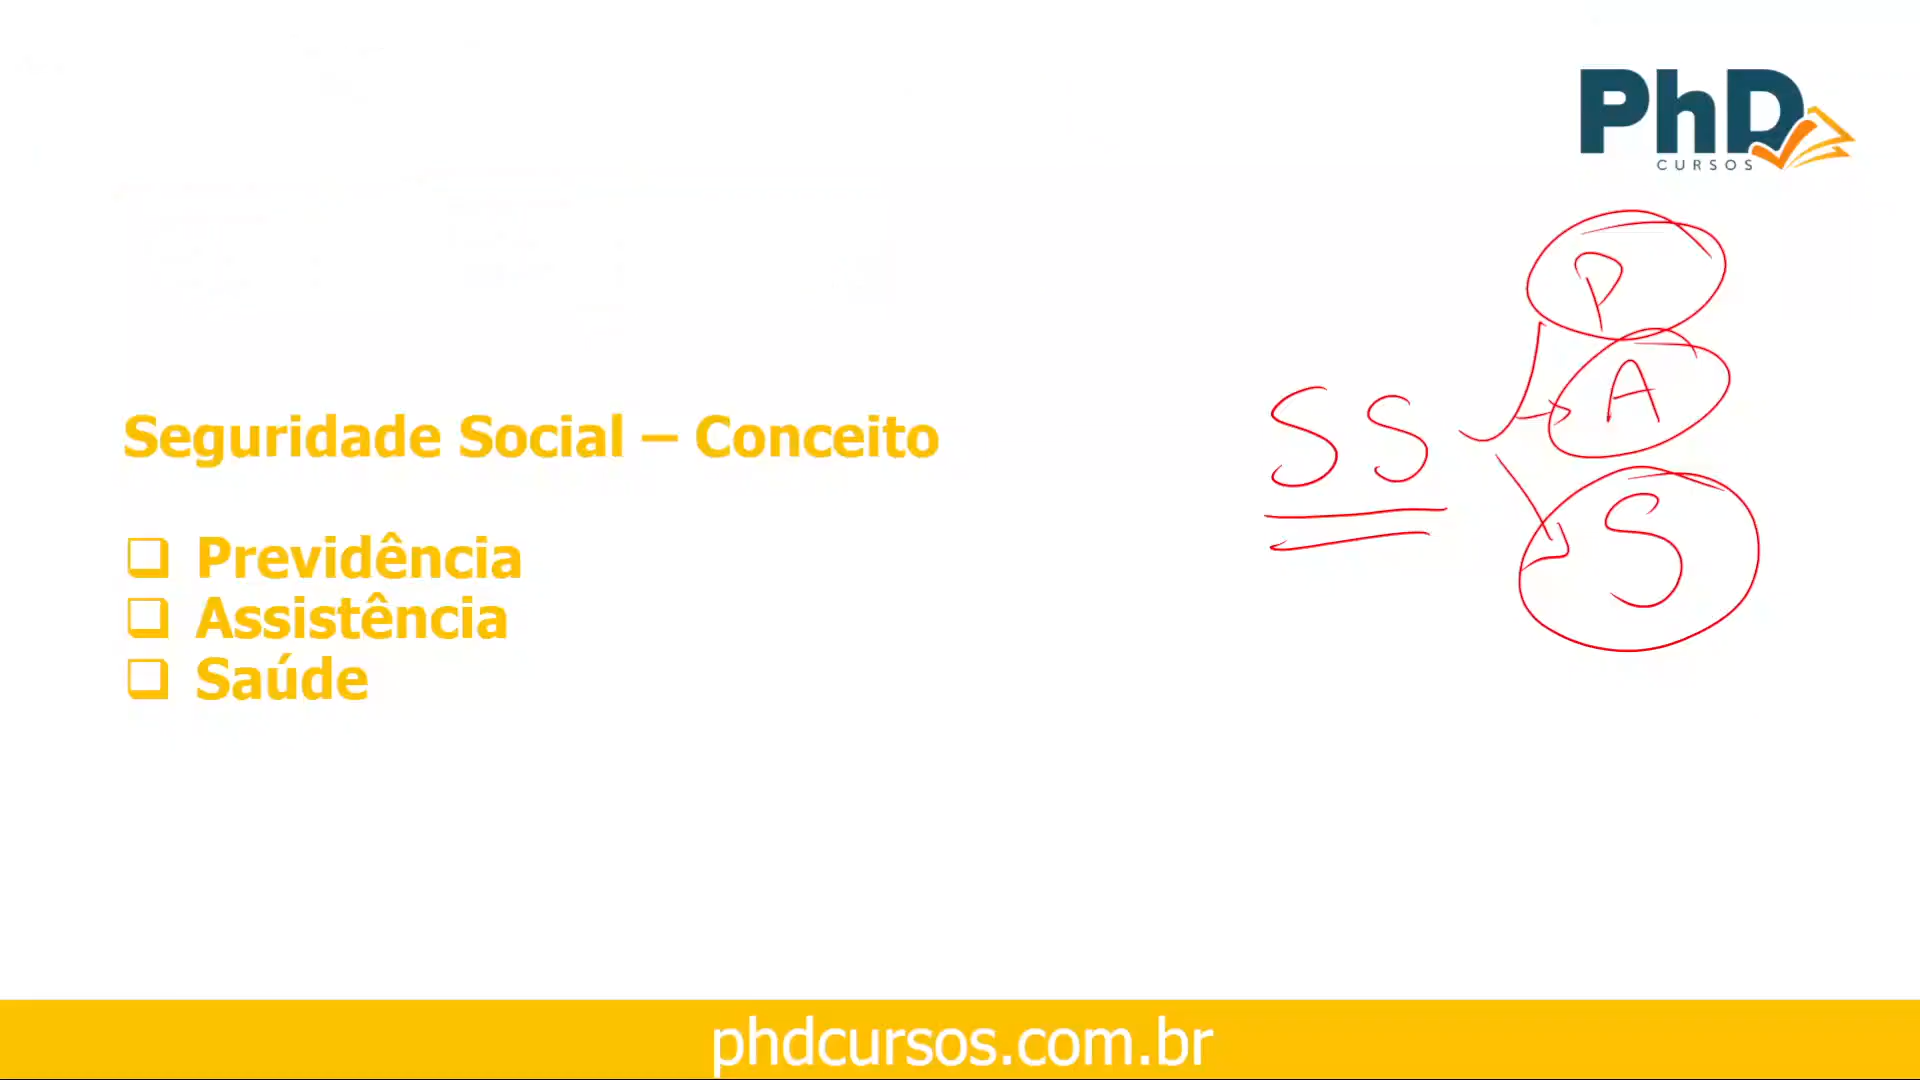 PhD
CURSOS
P
A
SS
S
Seguridade Social – Conceito
❑ Previdência
❑ Assistência
❑ Saúde
phdcursos.com.br